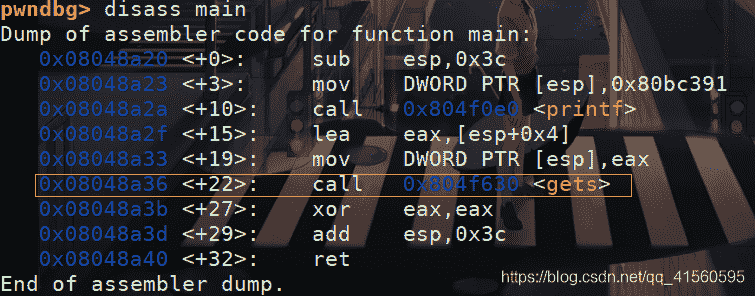 pwndbg> disass main
Dump of assembler code for function main:
0x08048a20 <+0>: sub esp,0x3c
0x08048a23 <+3>: mov DWORD PTR [esp],0x80bc391
0x08048a2a <+10>: call 0x804f0e0 <printf>
0x08048a2f <+15>: lea eax,[esp+0x4]
0x08048a33 <+19>: mov DWORD PTR [esp],eax
0x08048a36 <+22>: call 0x804f630 <gets>
0x08048a3b <+27>: xor eax,eax
0x08048a3d <+29>: add esp,0x3c
0x08048a40 <+32>: ret
End of assembler dump.
https://blog.csdn.net/qq_41560595